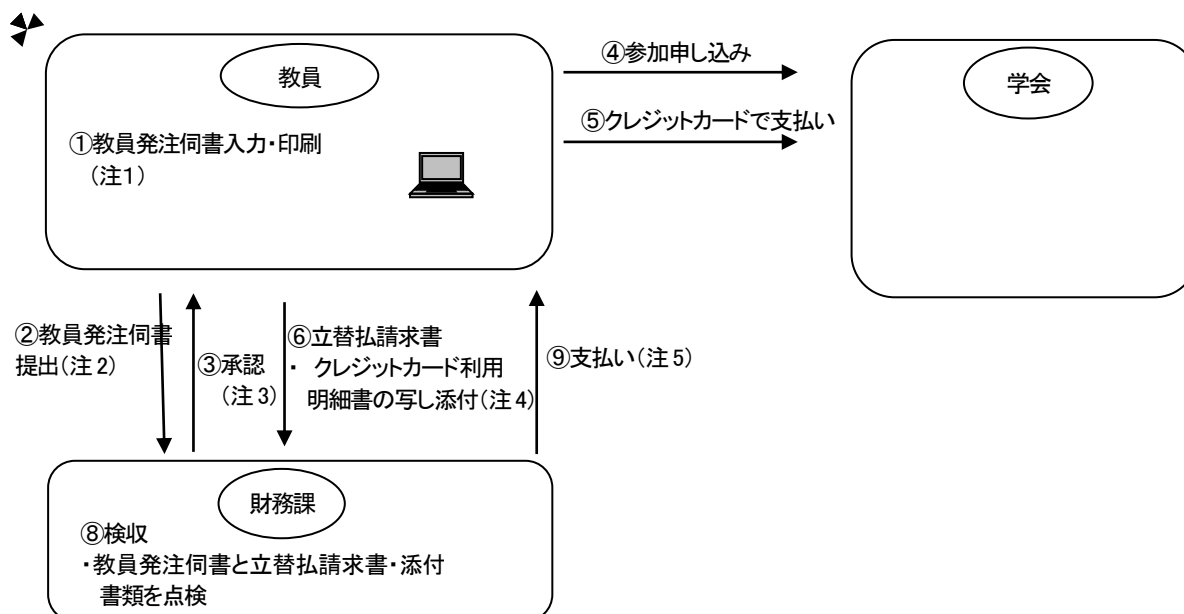 教員
①教員発注伺書入力・印刷
（注１）
④参加申し込み
⑤クレジットカードで支払い
学会
②教員発注伺書
提出（注２）
③承認
（注３）
⑥立替払請求書
・ クレジットカード利用
明細書の写し添付（注４）
⑨支払い（注５）
財務課
⑧検収
・教員発注伺書と立替払請求書・添付
書類を点検